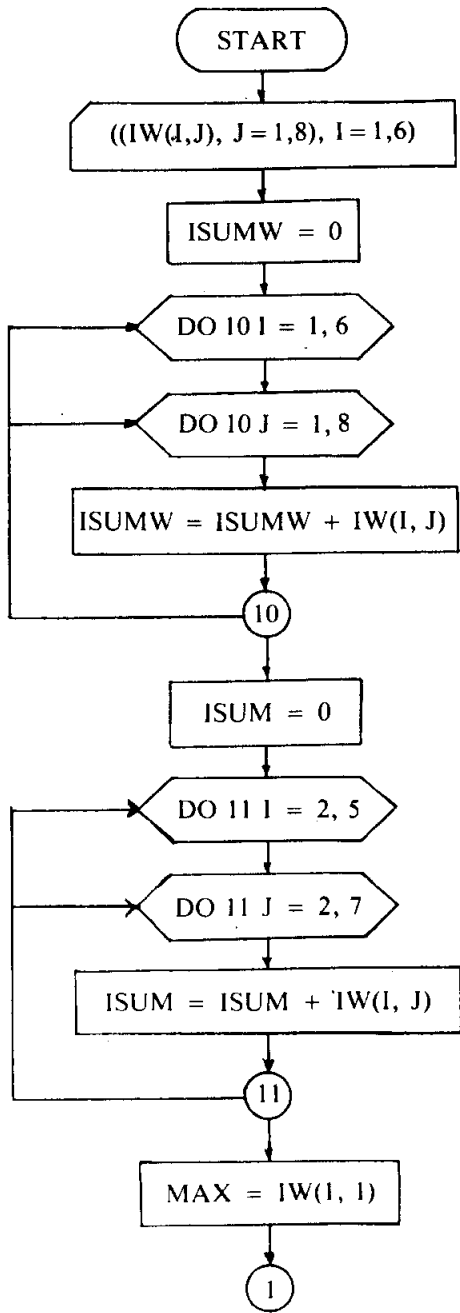 START
((IW(I,J), J = 1,8), I = 1,6)
ISUMW = 0
DO 10 I = 1, 6
DO 10 J = 1, 8
ISUMW = ISUMW + IW(I, J)
10
ISUM = 0
DO 11 I = 2, 5
DO 11 J = 2, 7
ISUM = ISUM + IW(I, J)
11
MAX = IW(1, 1)
1